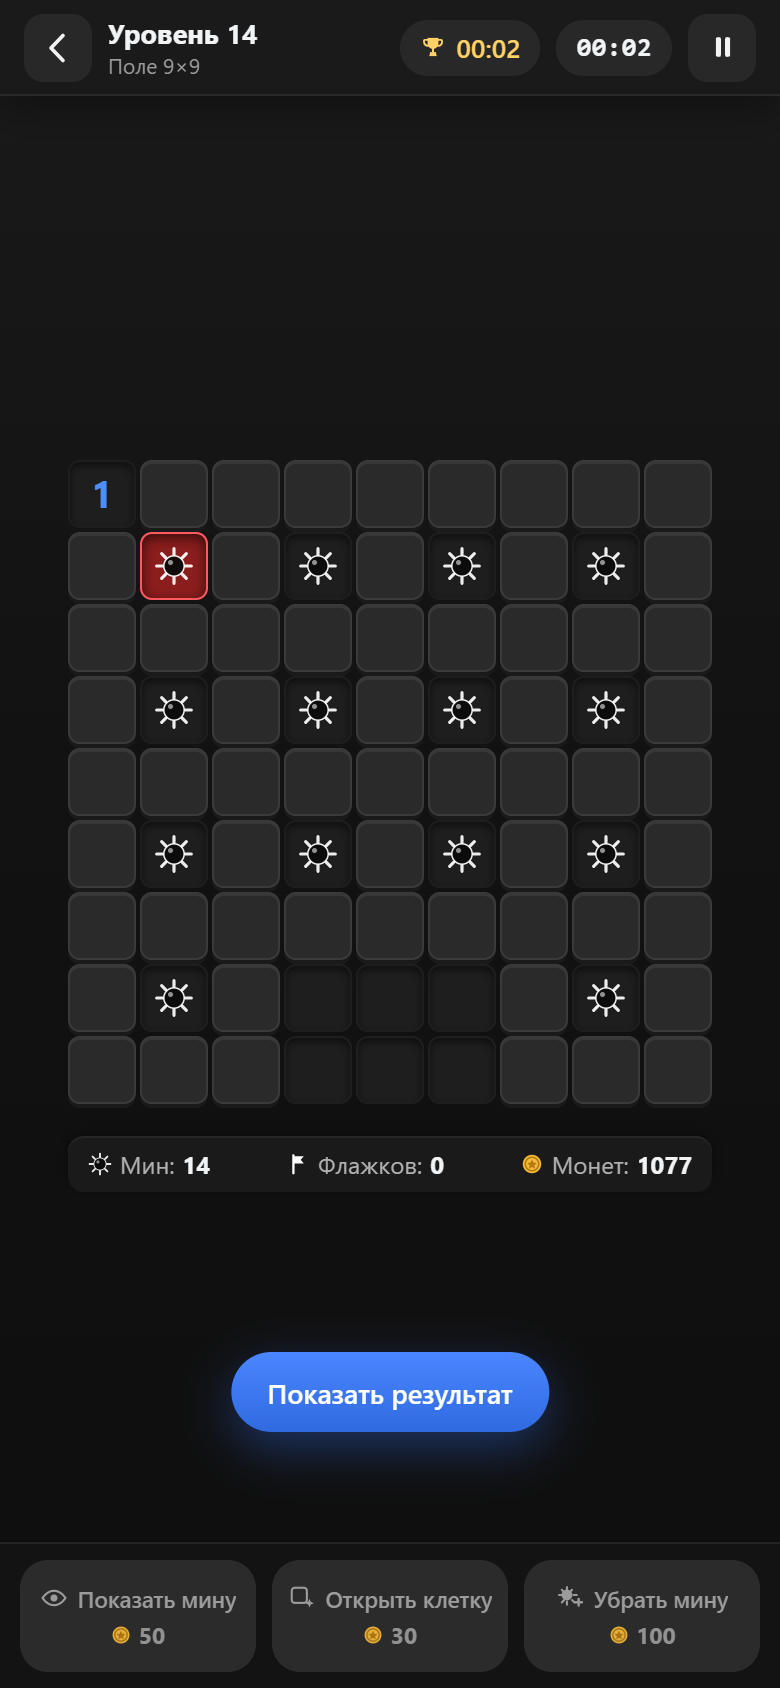 Уровень 14
Поле 9×9
00:02
00:02
1
Мин: 14
Флажков: 0
Монет: 1077
Показать результат
Показать мину
50
Открыть клетку
30
Убрать мину
100